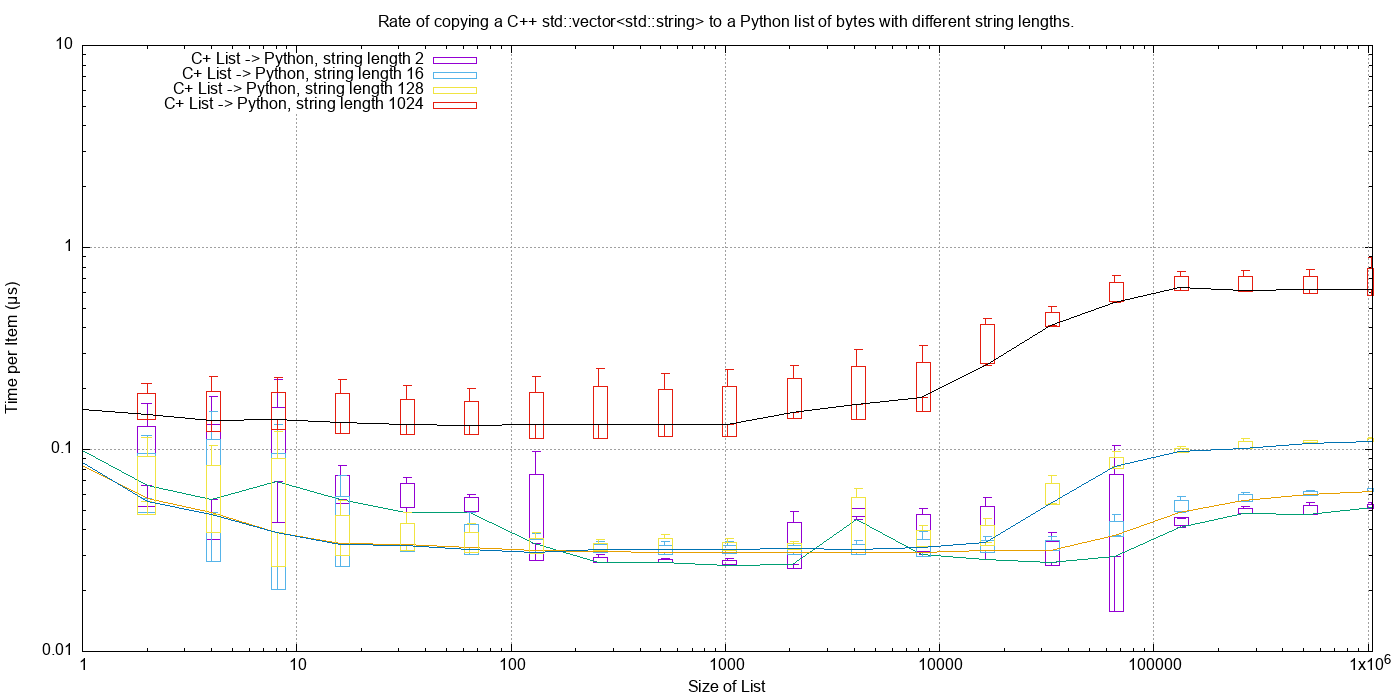 Rate of copying a C++ std::vector<std::string> to a Python list of bytes with different string lengths.
10
1
0.1
0.01
C+ List -> Python, string length 2
C+ List -> Python, string length 16
C+ List -> Python, string length 128
C+ List -> Python, string length 1024
Time per Item (µs)
1 10 100 1000 10000 100000 1x10⁶
Size of List